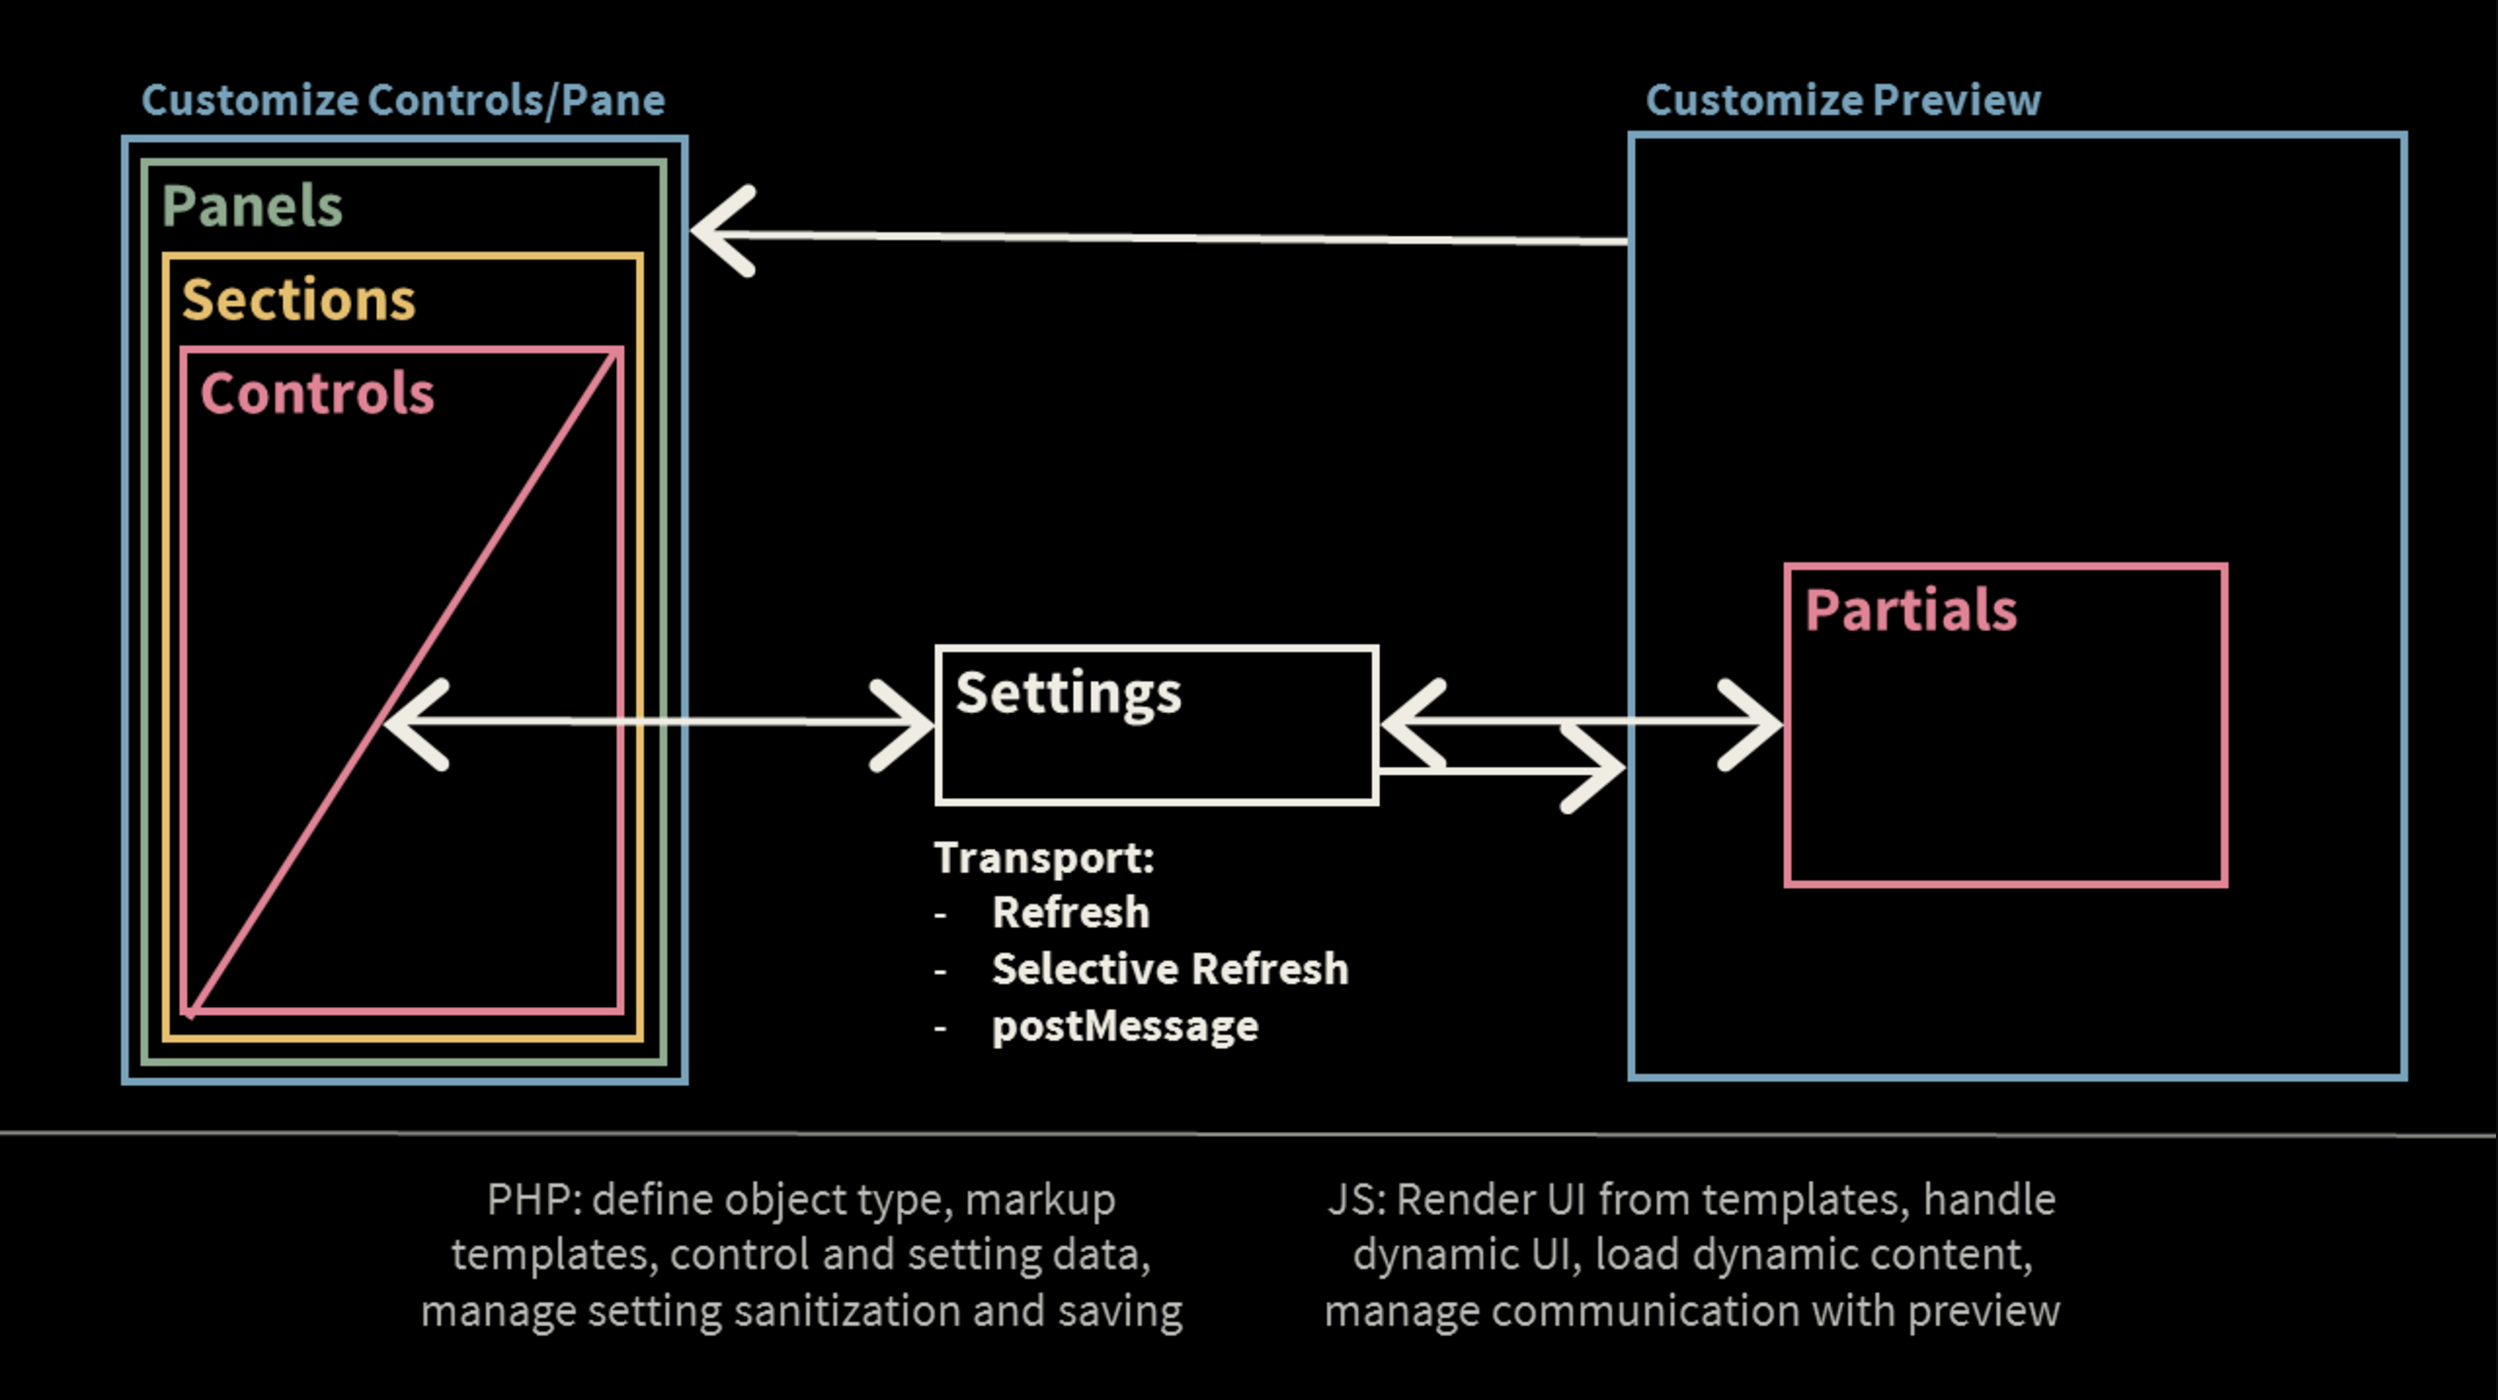 Customize Controls/Pane
Customize Preview
Panels
Sections
Controls
Partials
Settings
Transport:
- Refresh
- Selective Refresh
- postMessage
PHP: define object type, markup
templates, control and setting data,
manage setting sanitization and saving
JS: Render UI from templates, handle
dynamic UI, load dynamic content,
manage communication with preview